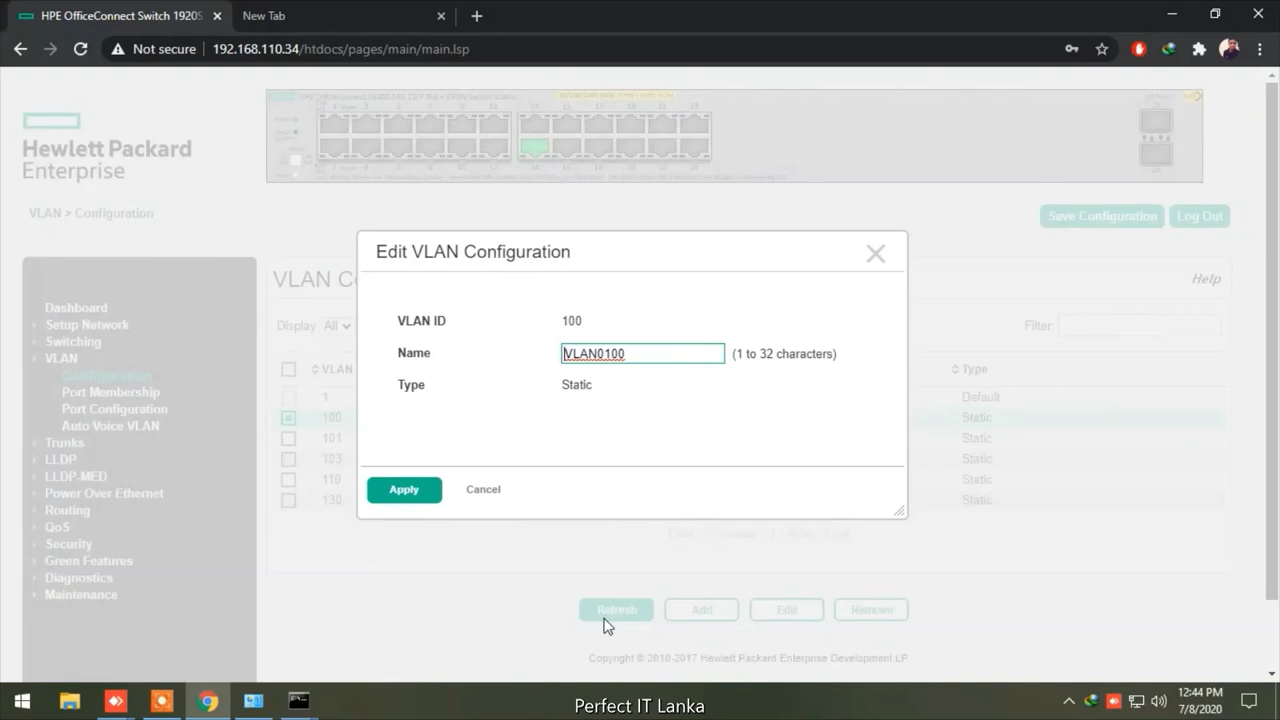 HPE OfficeConnect Switch 1920S
New Tab
Not secure
192.168.110.34/htdocs/pages/main/main.lsp
Hewlett Packard
Enterprise
VLAN > Configuration
Save Configuration
Log Out
Dashboard
Setup Network
Switching
VLAN
Configuration
Port Membership
Port Configuration
Auto Voice VLAN
Trunks
LLDP
LLDP-MED
Power Over Ethernet
Routing
QoS
Security
Green Features
Diagnostics
Maintenance
VLAN C
Help
Display All
Filter:
VLAN
Type
1
Default
100
Static
101
Static
103
Static
110
Static
130
Static
Edit VLAN Configuration
VLAN ID 100
Name VLAN0100 (1 to 32 characters)
Type Static
Apply Cancel
Refresh Add Edit Remove
Copyright © 2010-2017 Hewlett Packard Enterprise Development LP
12:44 PM
7/8/2020
Perfect IT Lanka